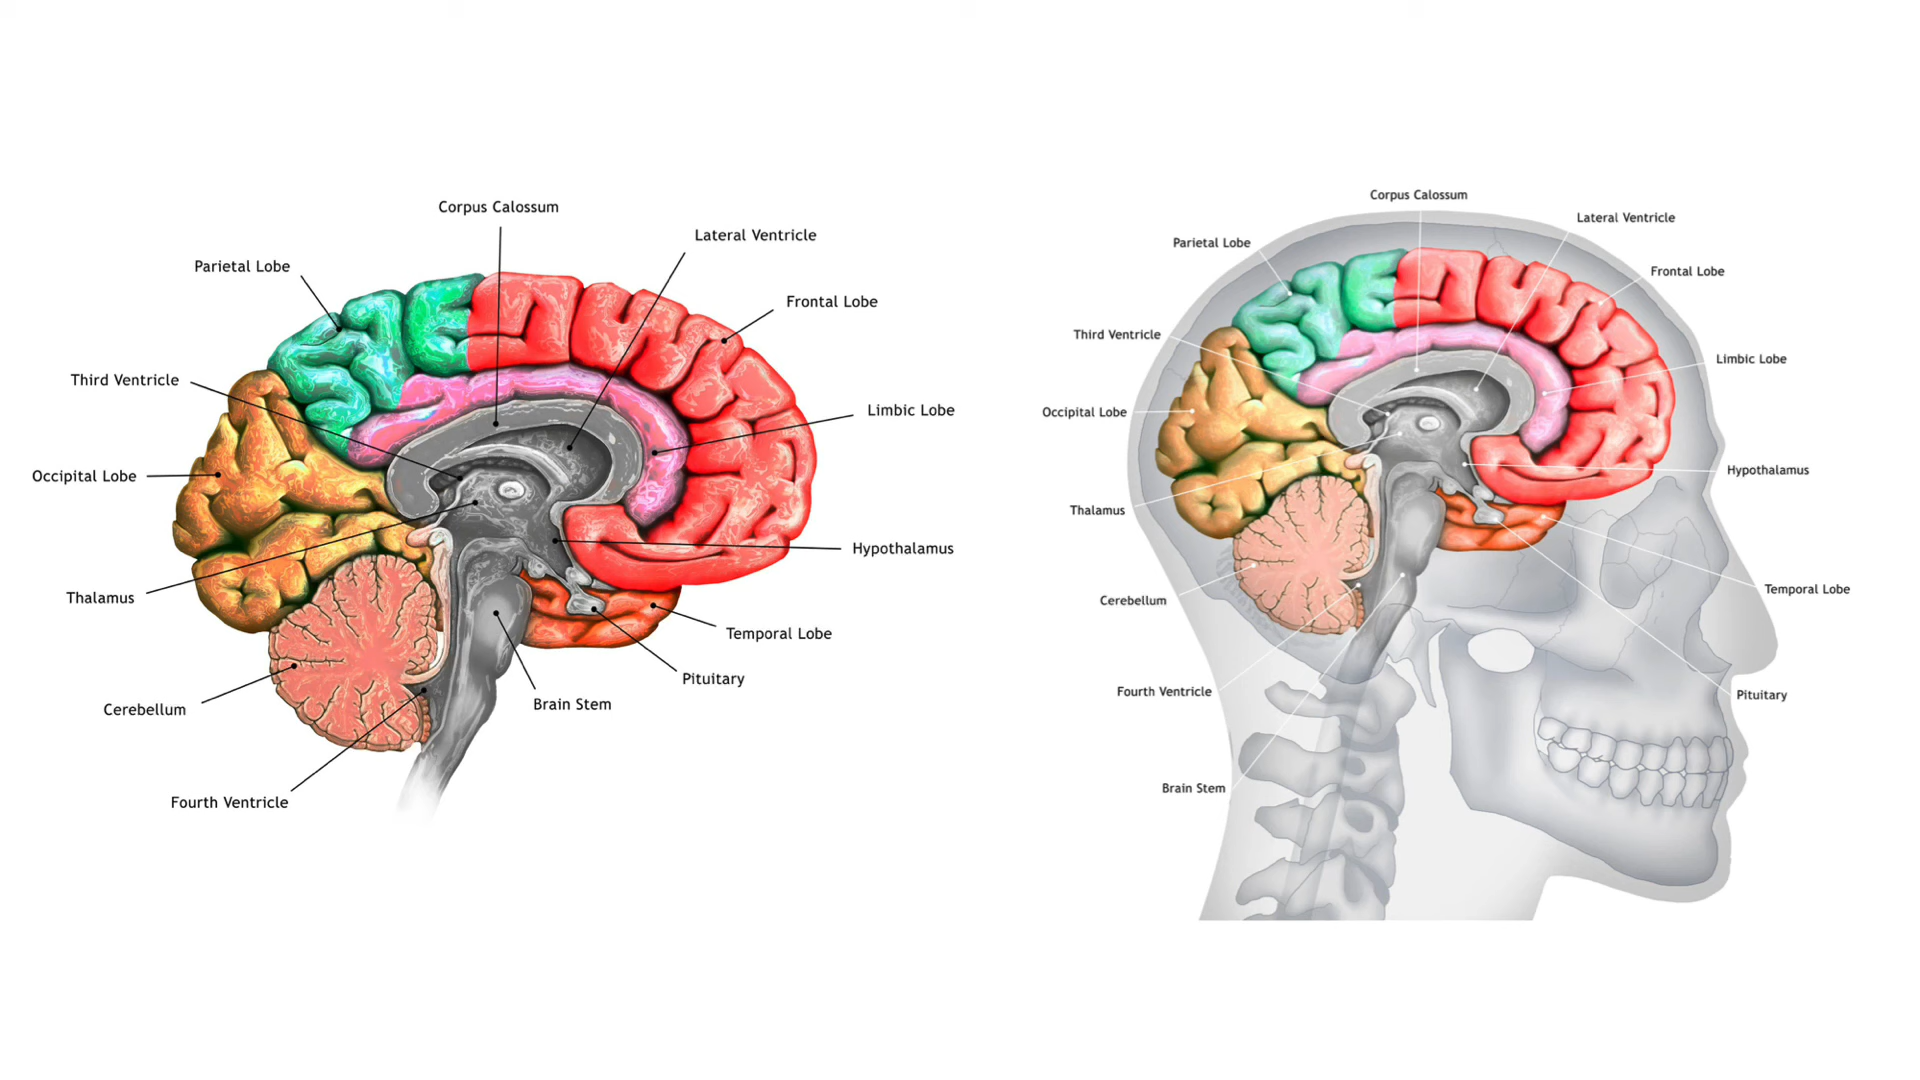 Corpus Calossum
Lateral Ventricle
Parietal Lobe
Frontal Lobe
Third Ventricle
Limbic Lobe
Occipital Lobe
Hypothalamus
Thalamus
Temporal Lobe
Pituitary
Brain Stem
Cerebellum
Fourth Ventricle
Corpus Calossum
Lateral Ventricle
Parietal Lobe
Frontal Lobe
Third Ventricle
Limbic Lobe
Occipital Lobe
Hypothalamus
Thalamus
Temporal Lobe
Cerebellum
Fourth Ventricle
Pituitary
Brain Stem